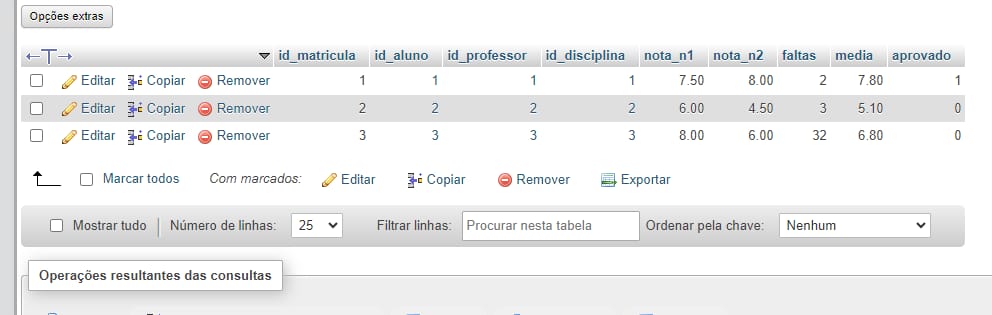 Opções extras
id_matricula id_aluno id_professor id_disciplina nota_n1 nota_n2 faltas media aprovado
Editar Copiar Remover 1 1 1 1 7.50 8.00 2 7.80 1
Editar Copiar Remover 2 2 2 2 6.00 4.50 3 5.10 0
Editar Copiar Remover 3 3 3 3 8.00 6.00 32 6.80 0
Marcar todos Com marcados: Editar Copiar Remover Exportar
Mostrar tudo Número de linhas: 25 Filtrar linhas: Procurar nesta tabela Ordenar pela chave: Nenhum
Operações resultantes das consultas